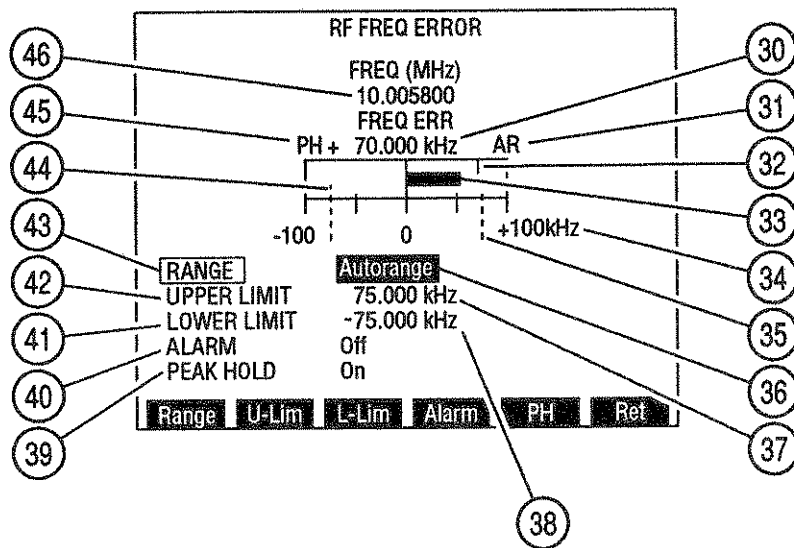 RF FREQ ERROR
46
30
FREQ (MHz)
10.005800
45
31
FREQ ERR
PH + 70.000 kHz AR
44
32
43
33
-100 0 +100kHz
34
42
RANGE Autorange
UPPER LIMIT 75.000 kHz
35
41
LOWER LIMIT -75.000 kHz
ALARM Off
36
40
PEAK HOLD On
Range U-Lim L-Lim Alarm PH Ret
37
39
38